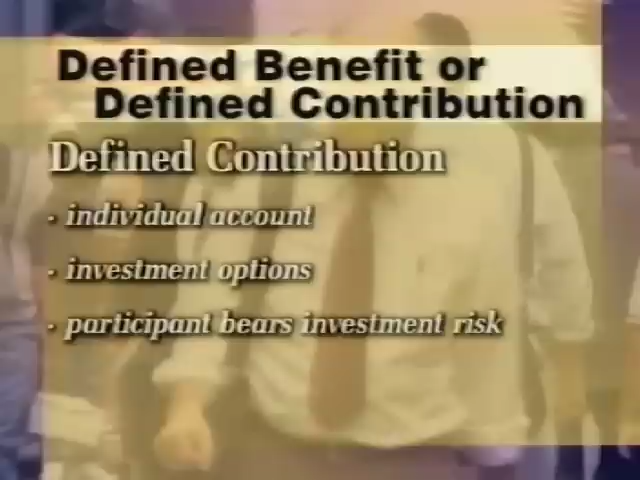 Defined Benefit or
Defined Contribution
Defined Contribution
· individual account
· investment options
· participant bears investment risk